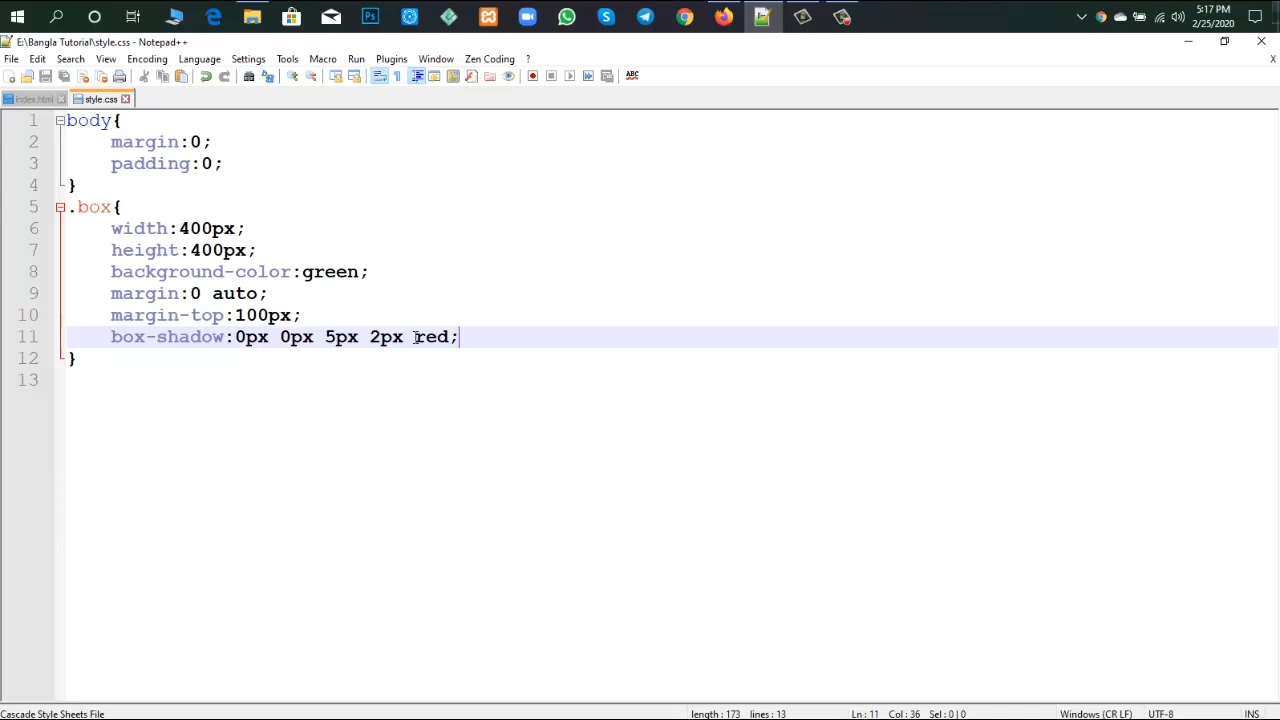 5:17 PM
2/25/2020
E:\Bangla Tutorial\style.css - Notepad++
File Edit Search View Encoding Language Settings Tools Macro Run Plugins Window Zen Coding ? X
index.html style.css
1 body{
2 margin:0;
3 padding:0;
4 }
5 .box{
6 width:400px;
7 height:400px;
8 background-color:green;
9 margin:0 auto;
10 margin-top:100px;
11 box-shadow:0px 0px 5px 2px red;
12 }
13
Cascade Style Sheets File length : 173 lines : 13 Ln : 11 Col : 36 Sel : 0 | 0 Windows (CR LF) UTF-8 INS